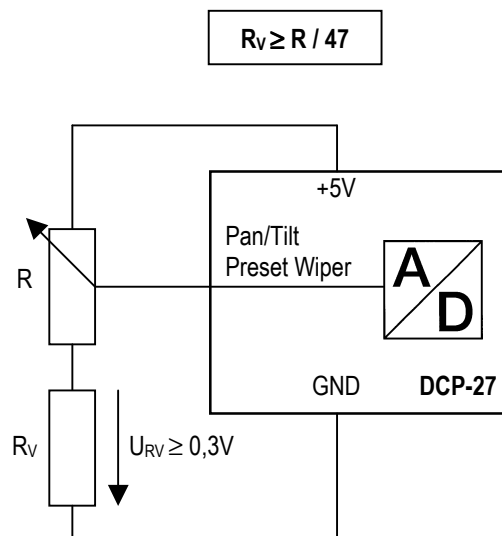 RV ≥ R / 47
+5V
Pan/Tilt
Preset Wiper
R
A
D
GND
DCP-27
RV
URV ≥ 0,3V